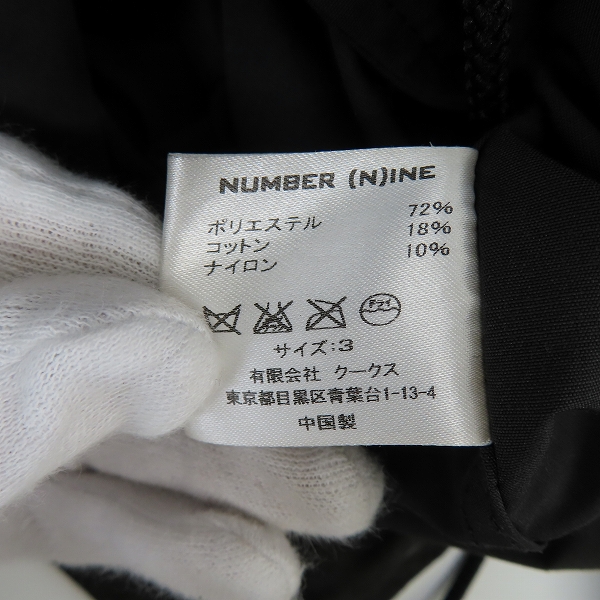 NUMBER (N)INE
ポリエステル 72%
コットン 18%
ナイロン 10%
ドライ
サイズ:3
有限会社 クークス
東京都目黒区青葉台1-13-4
中国製